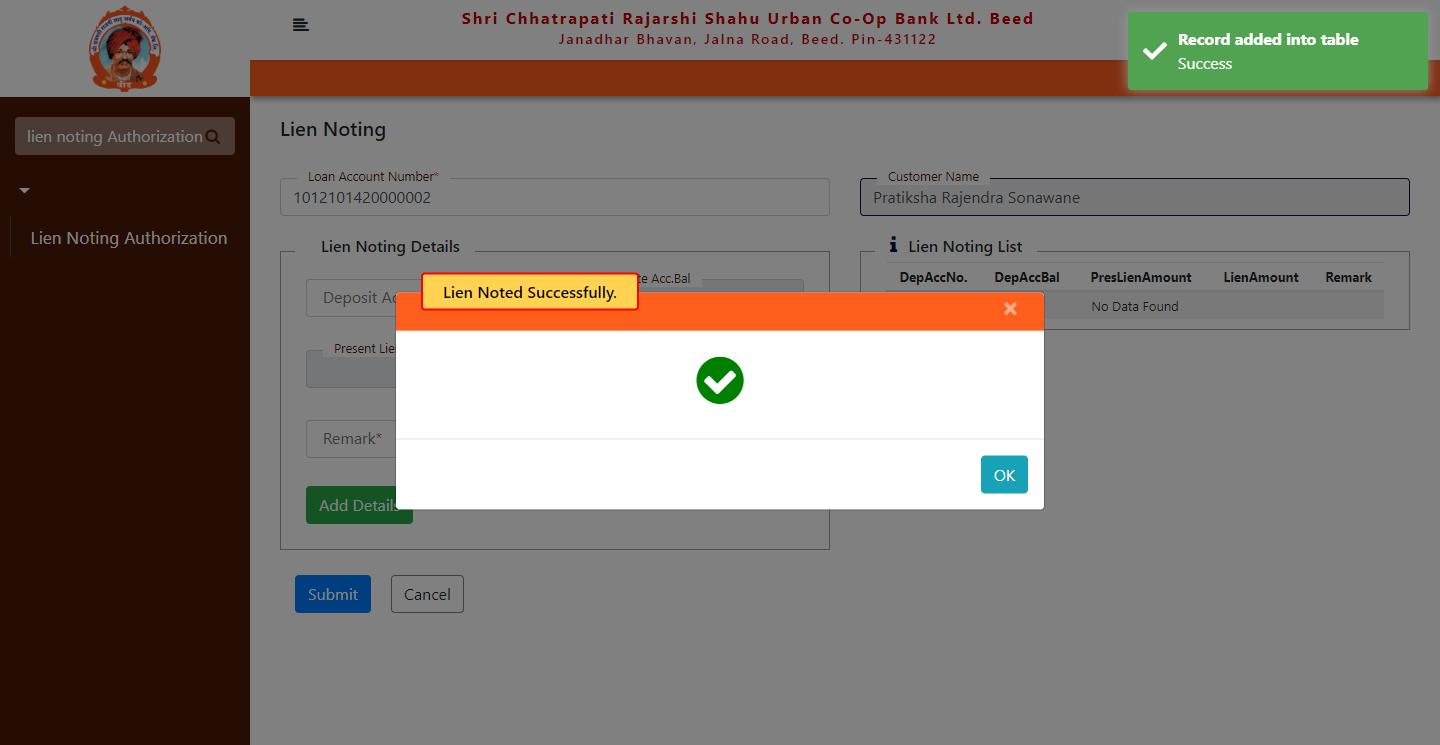 Shri Chhatrapati Rajarshi Shahu Urban Co-Op Bank Ltd. Beed
Janadhar Bhavan, Jalna Road, Beed. Pin-431122
Record added into table
Success
lien noting Authorization
Lien Noting Authorization
Lien Noting
Loan Account Number*
1012101420000002
Customer Name
Pratiksha Rajendra Sonawane
Lien Noting Details
Lien Noting List
DepAccNo. DepAccBal PresLienAmount LienAmount Remark
No Data Found
Deposit
Acc.Bal
Lien Noted Successfully.
×
Present
OK
Remark*
Add Details
Submit
Cancel